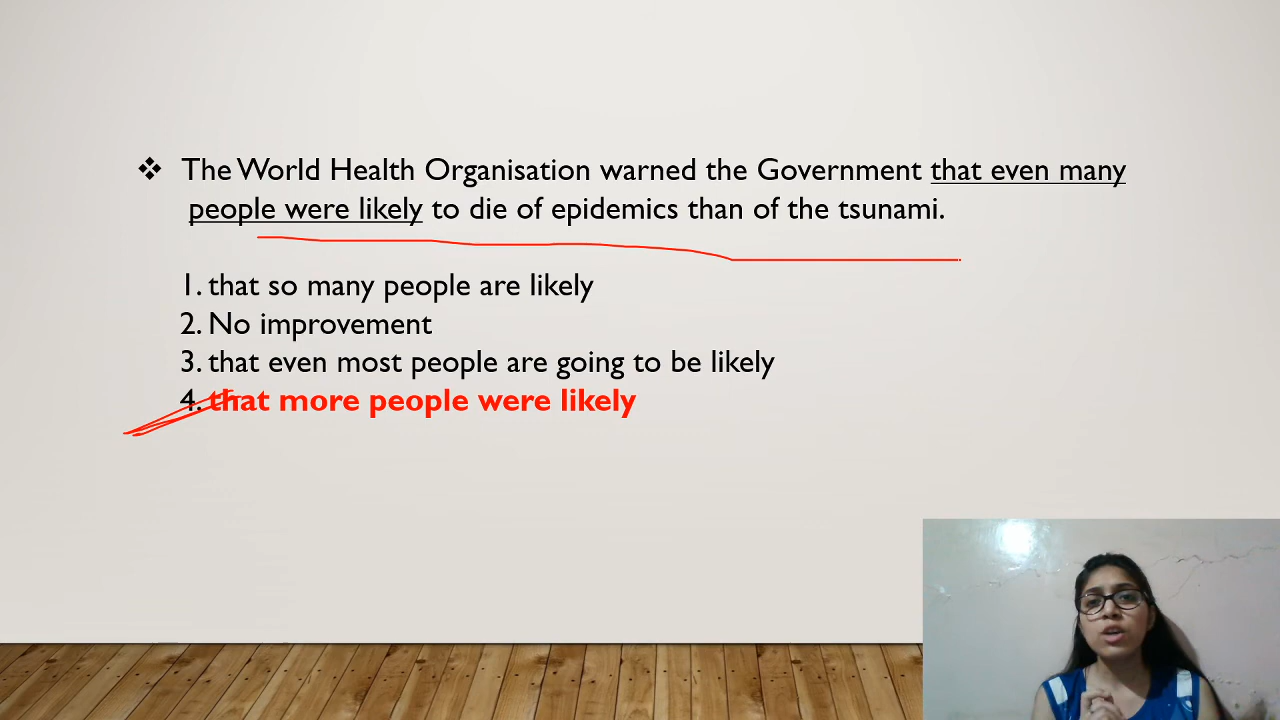 ❖ The World Health Organisation warned the Government that even many
people were likely to die of epidemics than of the tsunami.
1. that so many people are likely
2. No improvement
3. that even most people are going to be likely
4. that more people were likely